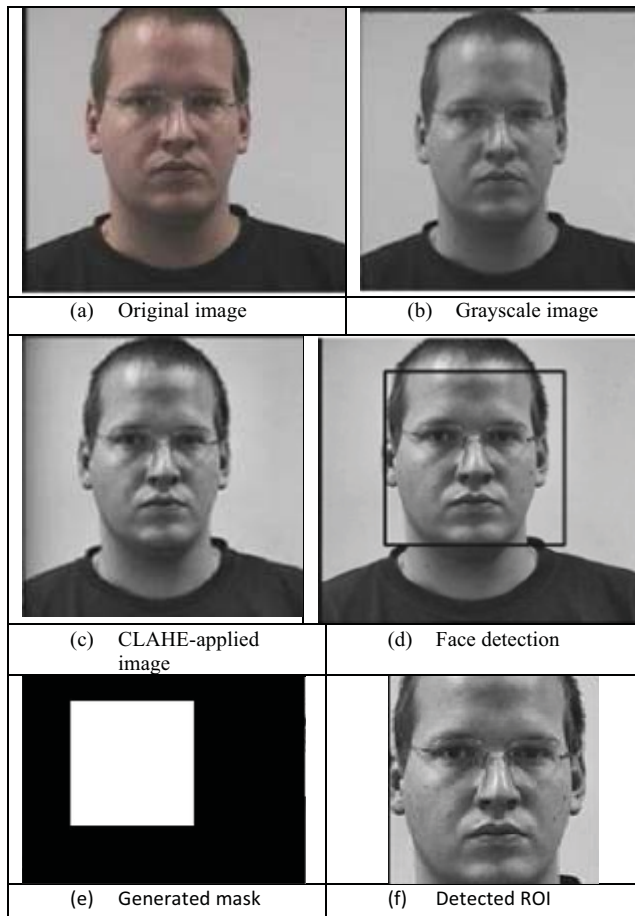 (a) Original image
(b) Grayscale image
(c) CLAHE-applied
image
(d) Face detection
(e) Generated mask
(f) Detected ROI